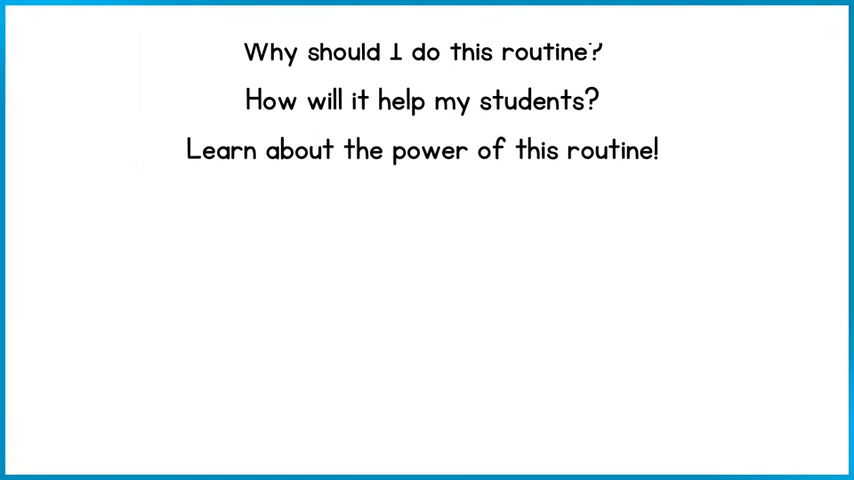 Why should I do this routine?
How will it help my students?
Learn about the power of this routine!